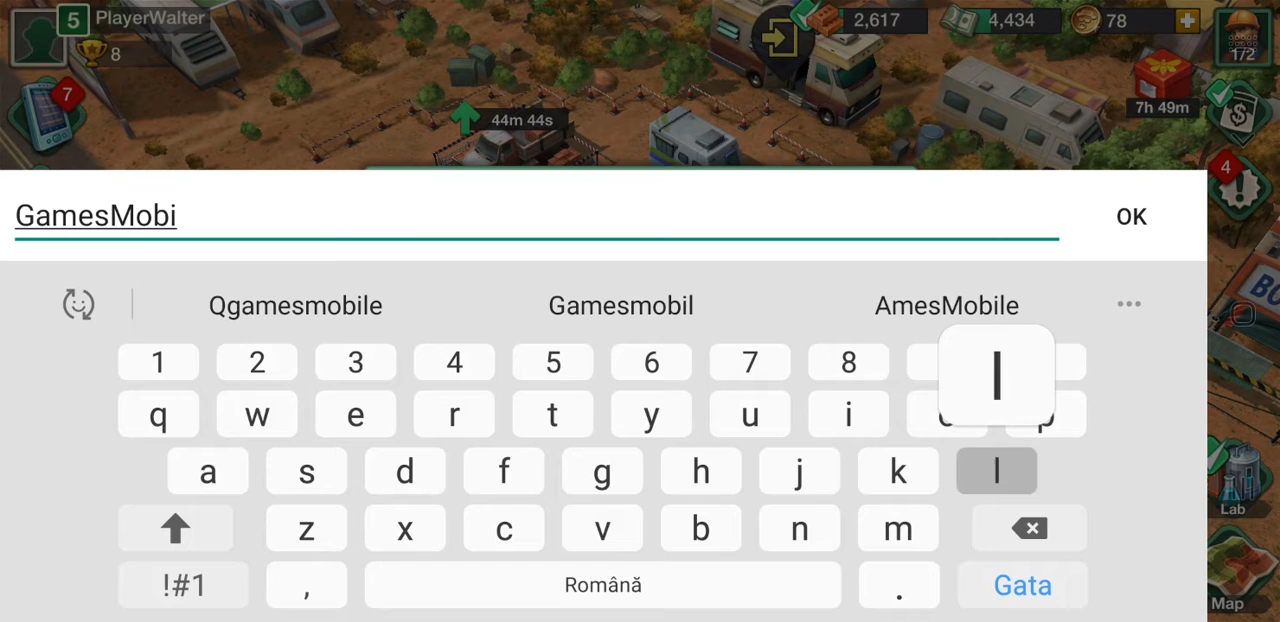 5 PlayerWalter
8
2,617
4,434
78
1/2
7
44m 44s
7h 49m
4
GamesMobi
OK
Qgamesmobile Gamesmobil AmesMobile
1 2 3 4 5 6 7 8
l
q w e r t y u i p
a s d f g h j k l
z x c v b n m
!#1 , Română . Gata
Lab
Map